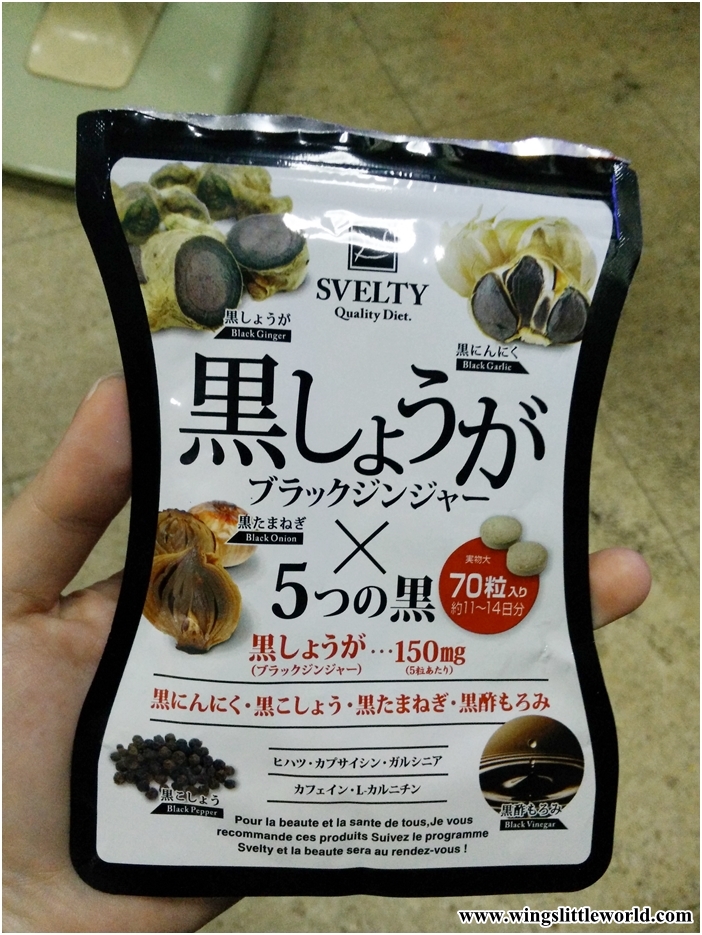 SVELTY
Quality Diet.
黒しょうが
Black Ginger
黒にんにく
Black Garlic
黒しょうが
ブラックジンジャー
黒たまねぎ
Black Onion
×
5つの黒
実物大
70粒入り
約11〜14日分
黒しょうが…150mg
(ブラックジンジャー) (5粒あたり)
黒にんにく・黒こしょう・黒たまねぎ・黒酢もろみ
ヒハツ・カプサイシン・ガルシニア
カフェイン・L-カルニチン
黒こしょう
Black Pepper
黒酢もろみ
Black Vinegar
Pour la beaute et la sante de tous,Je vous
recommande ces produits Suivez le programme
Svelty et la beaute sera au rendez-vous !
www.wingslittleworld.com